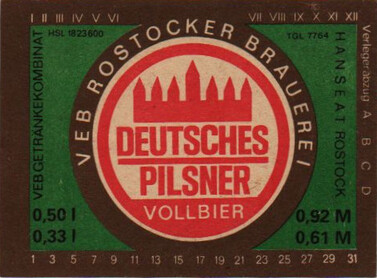 I II III IV V VI
VII VIII IX X XI XII
HSL 1823600
TGL 7764
VEB GETRÄNKEKOMBINAT
HANSEAT ROSTOCK
Verlegerabzug A B C D
VEB ROSTOCKER BRAUEREI
DEUTSCHES
PILSNER
VOLLBIER
0,50 l
0,92 M
0,33 l
0,61 M
1 3 5 7 9 11 13 15 17 19 21 23 25 27 29 31